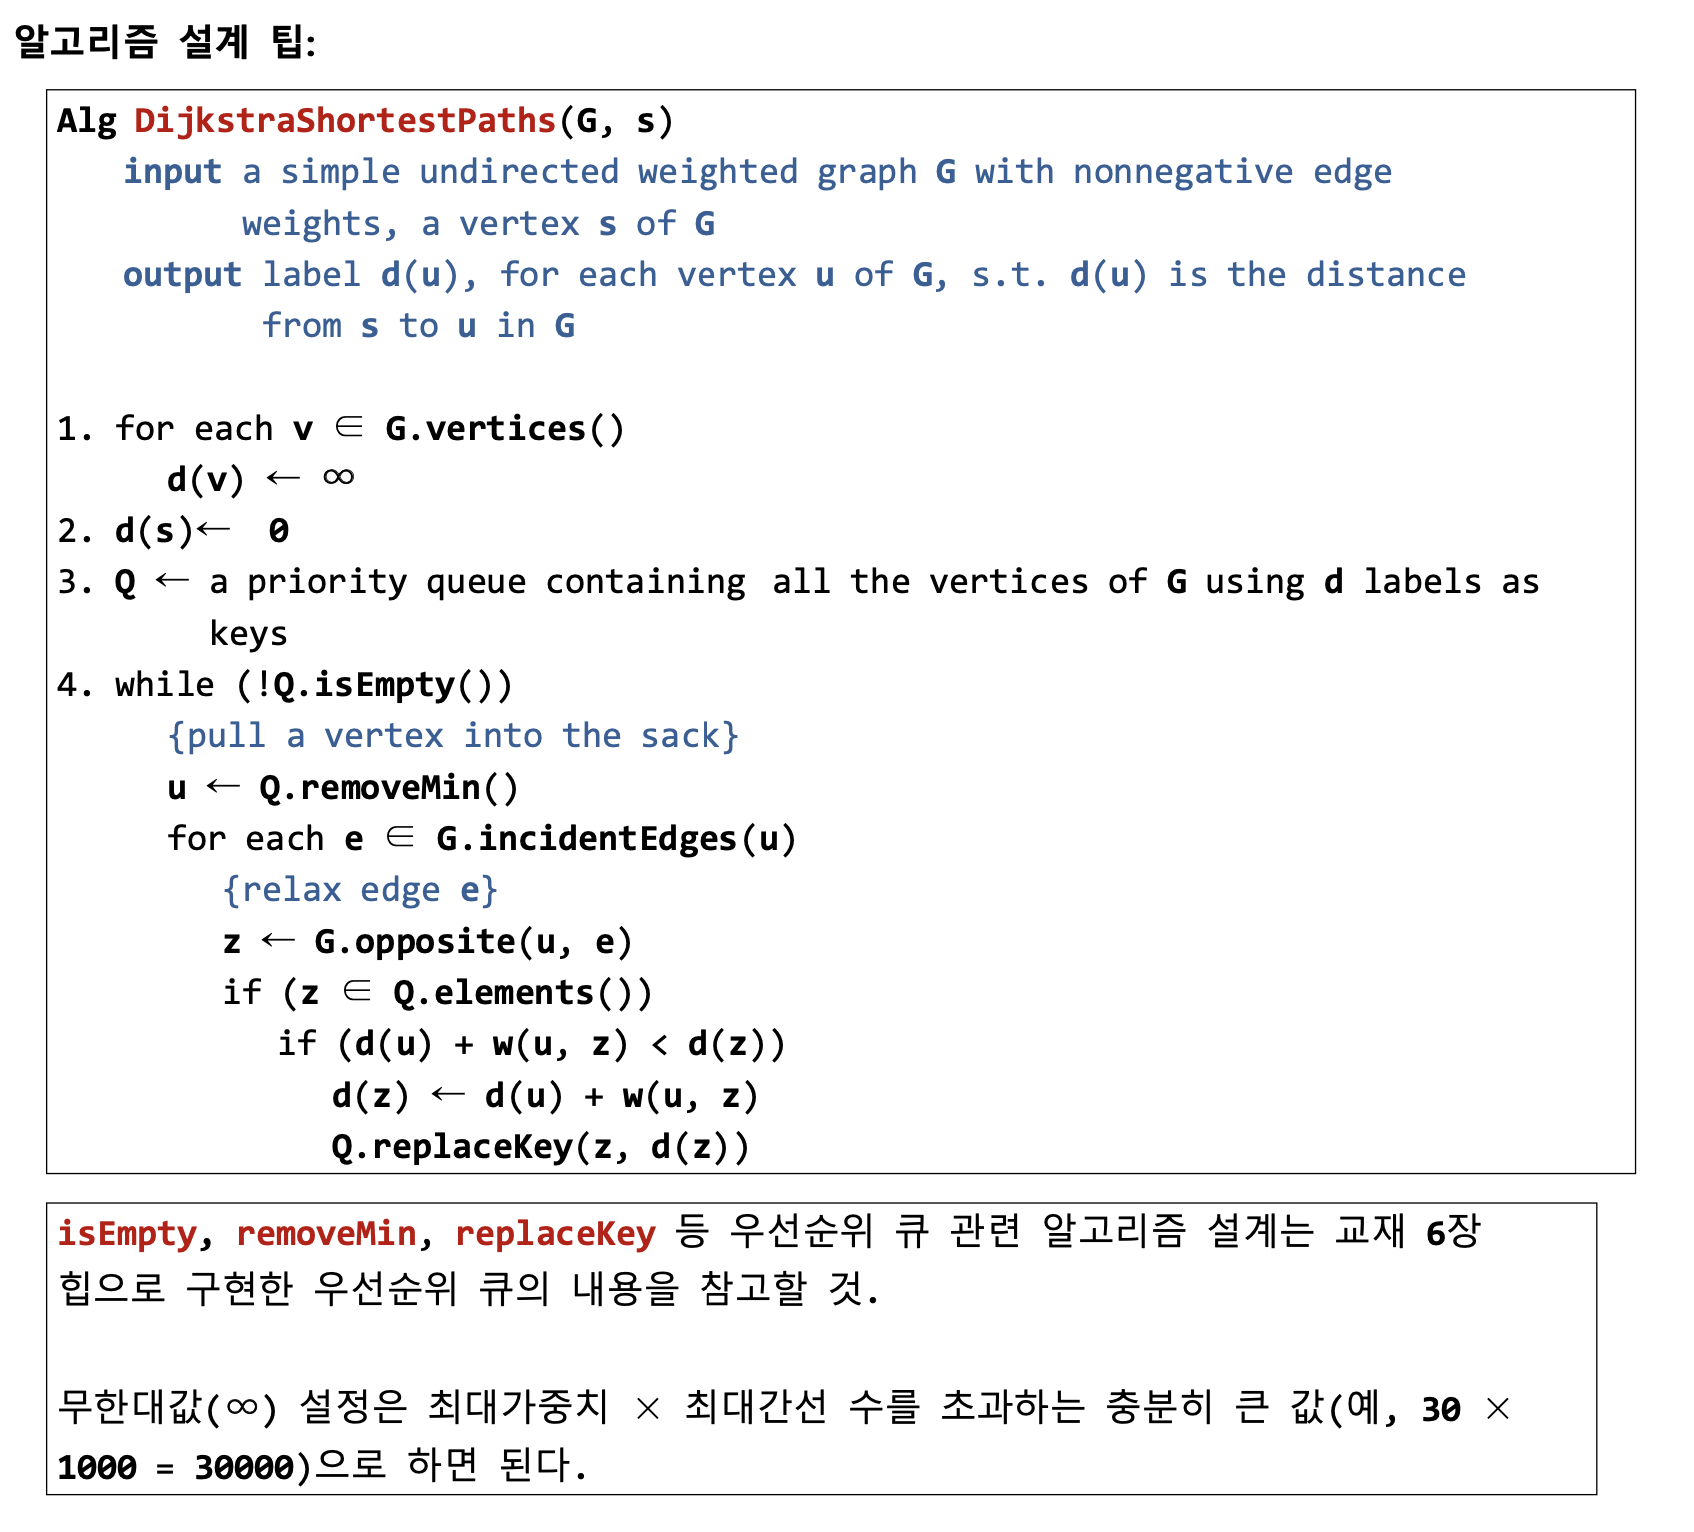 알고리즘 설계 팁:
Alg DijkstraShortestPaths(G, s)
input a simple undirected weighted graph G with nonnegative edge
weights, a vertex s of G
output label d(u), for each vertex u of G, s.t. d(u) is the distance
from s to u in G
1. for each v ∈ G.vertices()
d(v) ← ∞
2. d(s)← 0
3. Q ← a priority queue containing all the vertices of G using d labels as
keys
4. while (!Q.isEmpty())
{pull a vertex into the sack}
u ← Q.removeMin()
for each e ∈ G.incidentEdges(u)
{relax edge e}
z ← G.opposite(u, e)
if (z ∈ Q.elements())
if (d(u) + w(u, z) < d(z))
d(z) ← d(u) + w(u, z)
Q.replaceKey(z, d(z))
isEmpty, removeMin, replaceKey 등 우선순위 큐 관련 알고리즘 설계는 교재 6장
힙으로 구현한 우선순위 큐의 내용을 참고할 것.
무한대값(∞) 설정은 최대가중치 × 최대간선 수를 초과하는 충분히 큰 값(예, 30 ×
1000 = 30000)으로 하면 된다.